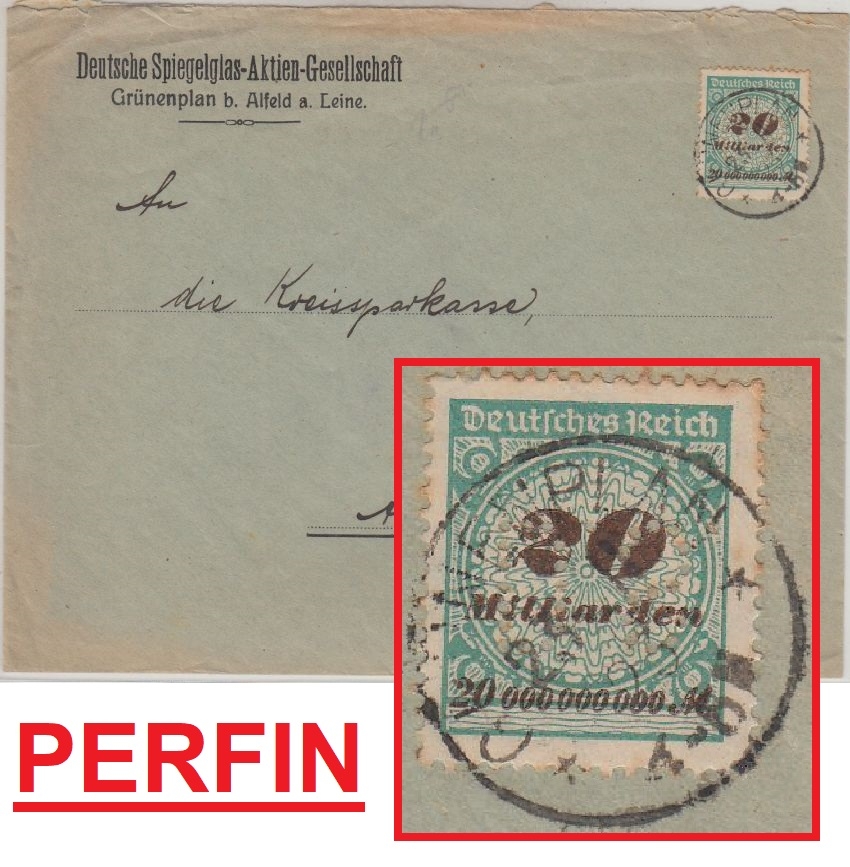 Deutsche Spiegelglas-Aktien-Gesellschaft
Grünenplan b. Alfeld a. Leine.
Deutsches Reich
20
Milliarden
20 000 000 000.M
An
die Kreissparkasse,
Deutsches Reich
20
Milliarden
20 000 000 000.M
PERFIN